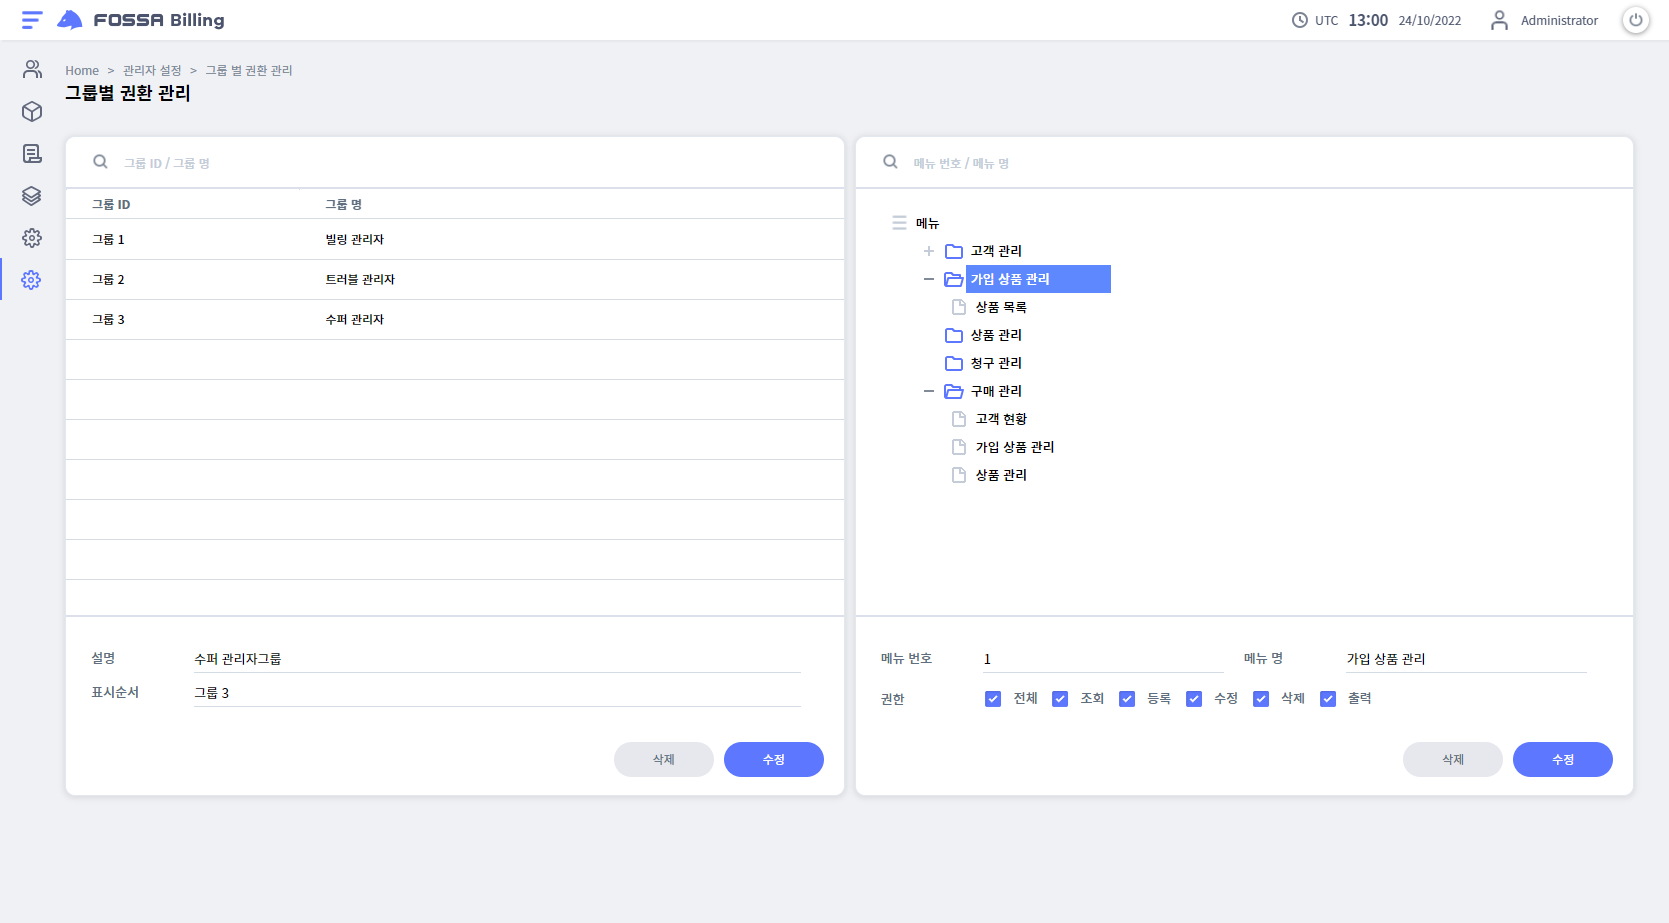 FOSSA Billing
UTC 13:00 24/10/2022 Administrator
Home > 관리자 설정 > 그룹 별 권환 관리
그룹별 권환 관리
그룹 ID / 그룹 명
그룹 ID 그룹 명
그룹 1 빌링 관리자
그룹 2 트러블 관리자
그룹 3 수퍼 관리자
설명 수퍼 관리자그룹
표시순서 그룹 3
삭제 수정
메뉴 번호 / 메뉴 명
메뉴
고객 관리
가입 상품 관리
상품 목록
상품 관리
청구 관리
구매 관리
고객 현황
가입 상품 관리
상품 관리
메뉴 번호 1 메뉴 명 가입 상품 관리
권한 전체 조회 등록 수정 삭제 출력
삭제 수정